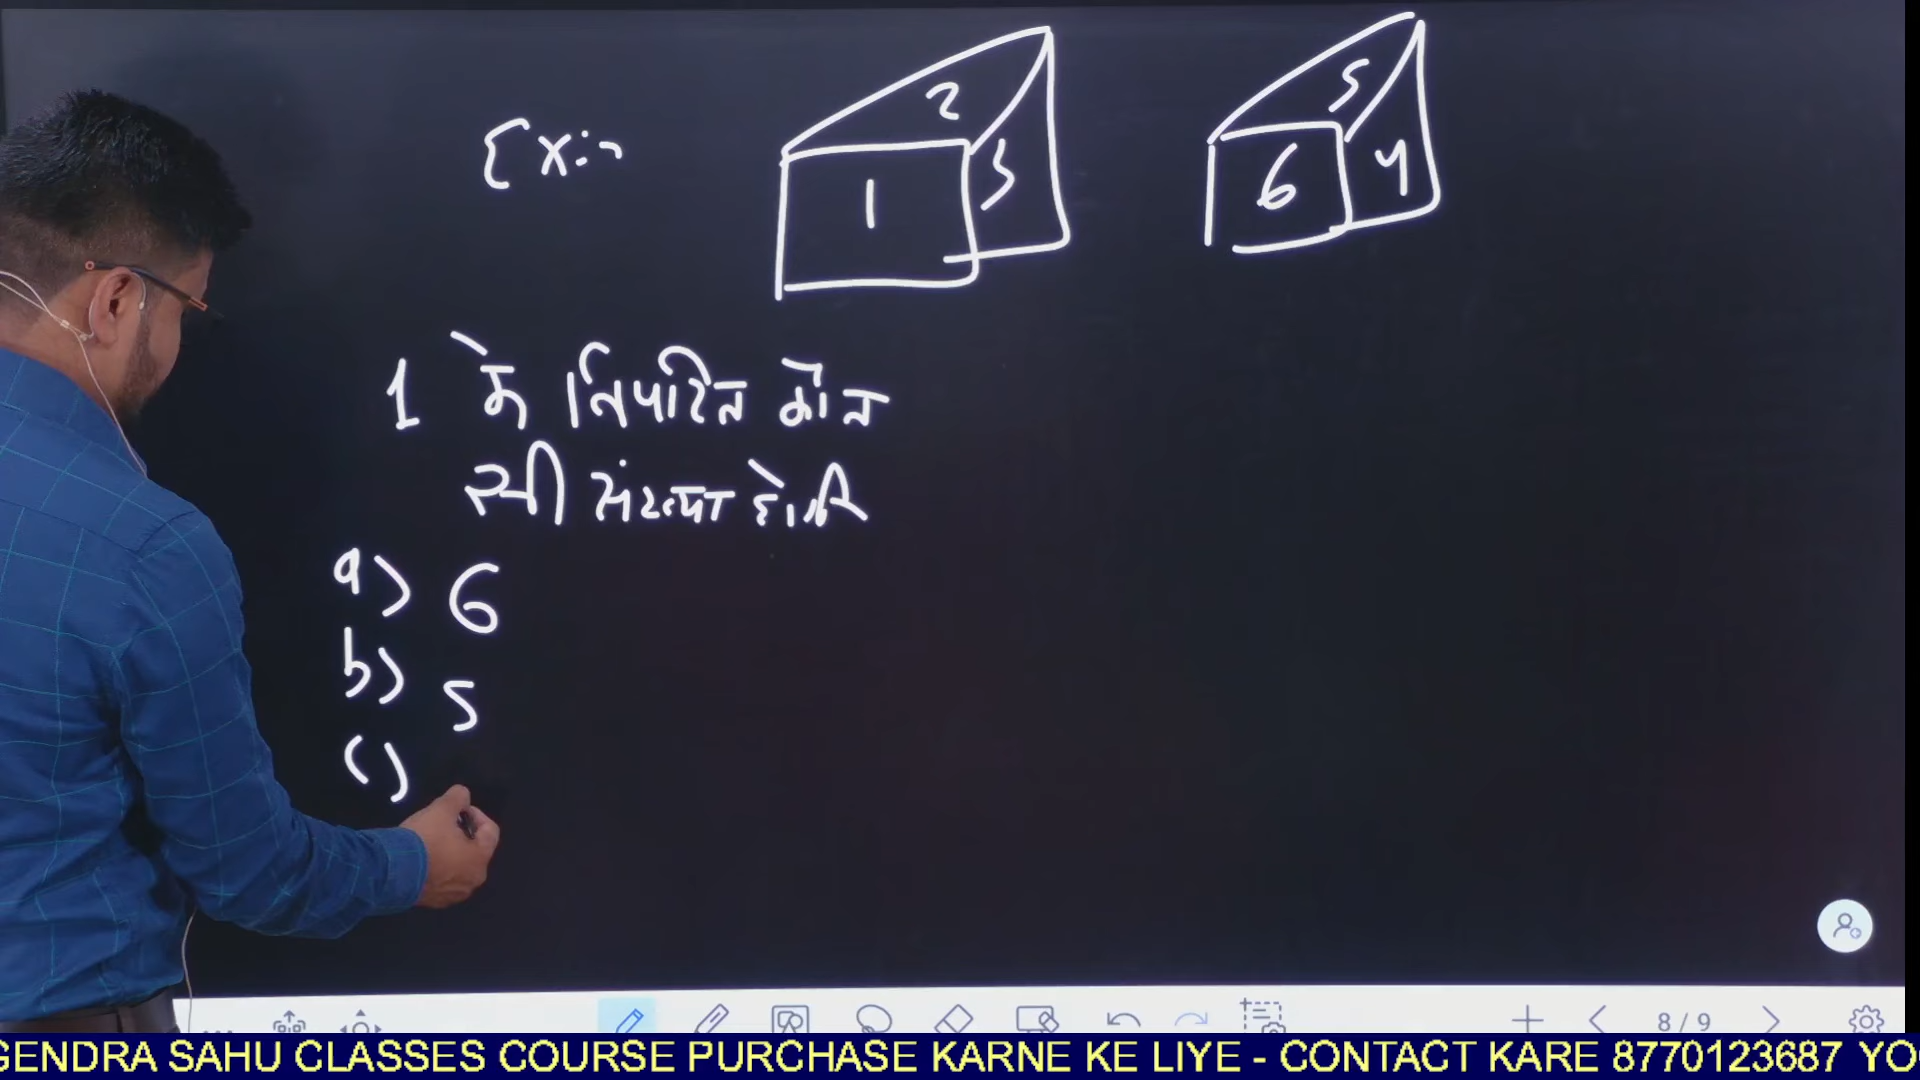 Ex:-
2
1 3
5
6 4
1 के विपरित कौन
सी संख्या होगी
a) 6
b) 5
c)
8 / 9
GENDRA SAHU CLASSES COURSE PURCHASE KARNE KE LIYE - CONTACT KARE 8770123687 YO